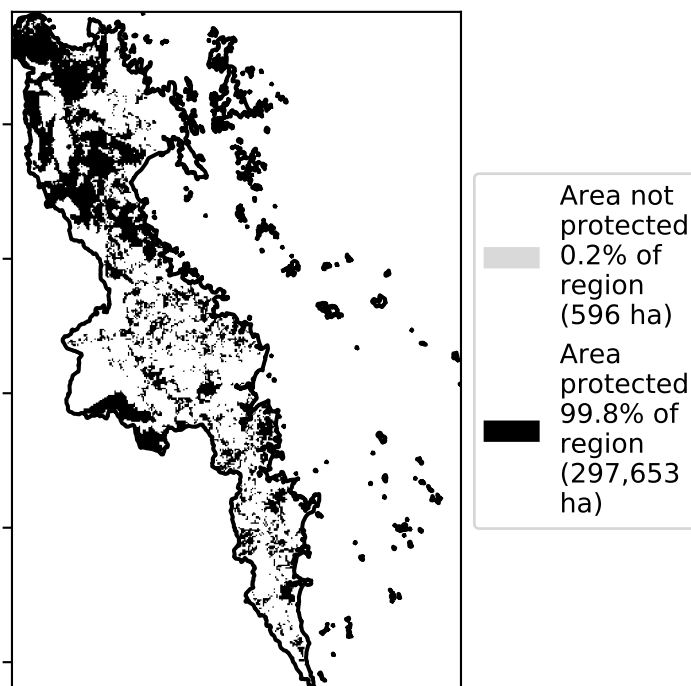 Area not
protected
0.2% of
region
(596 ha)
Area
protected
99.8% of
region
(297,653
ha)